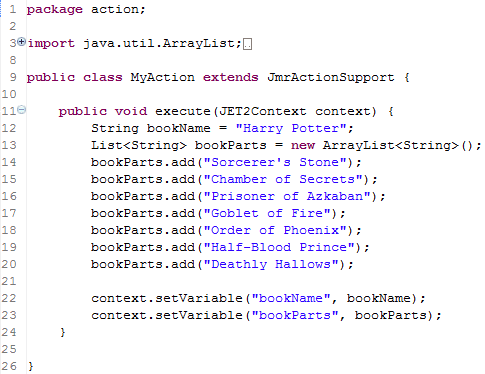 1 package action;
2
3 import java.util.ArrayList;
8
9 public class MyAction extends JmrActionSupport {
10
11     public void execute(JET2Context context) {
12         String bookName = "Harry Potter";
13         List<String> bookParts = new ArrayList<String>();
14         bookParts.add("Sorcerer's Stone");
15         bookParts.add("Chamber of Secrets");
16         bookParts.add("Prisoner of Azkaban");
17         bookParts.add("Goblet of Fire");
18         bookParts.add("Order of Phoenix");
19         bookParts.add("Half-Blood Prince");
20         bookParts.add("Deathly Hallows");
21
22         context.setVariable("bookName", bookName);
23         context.setVariable("bookParts", bookParts);
24     }
25
26 }